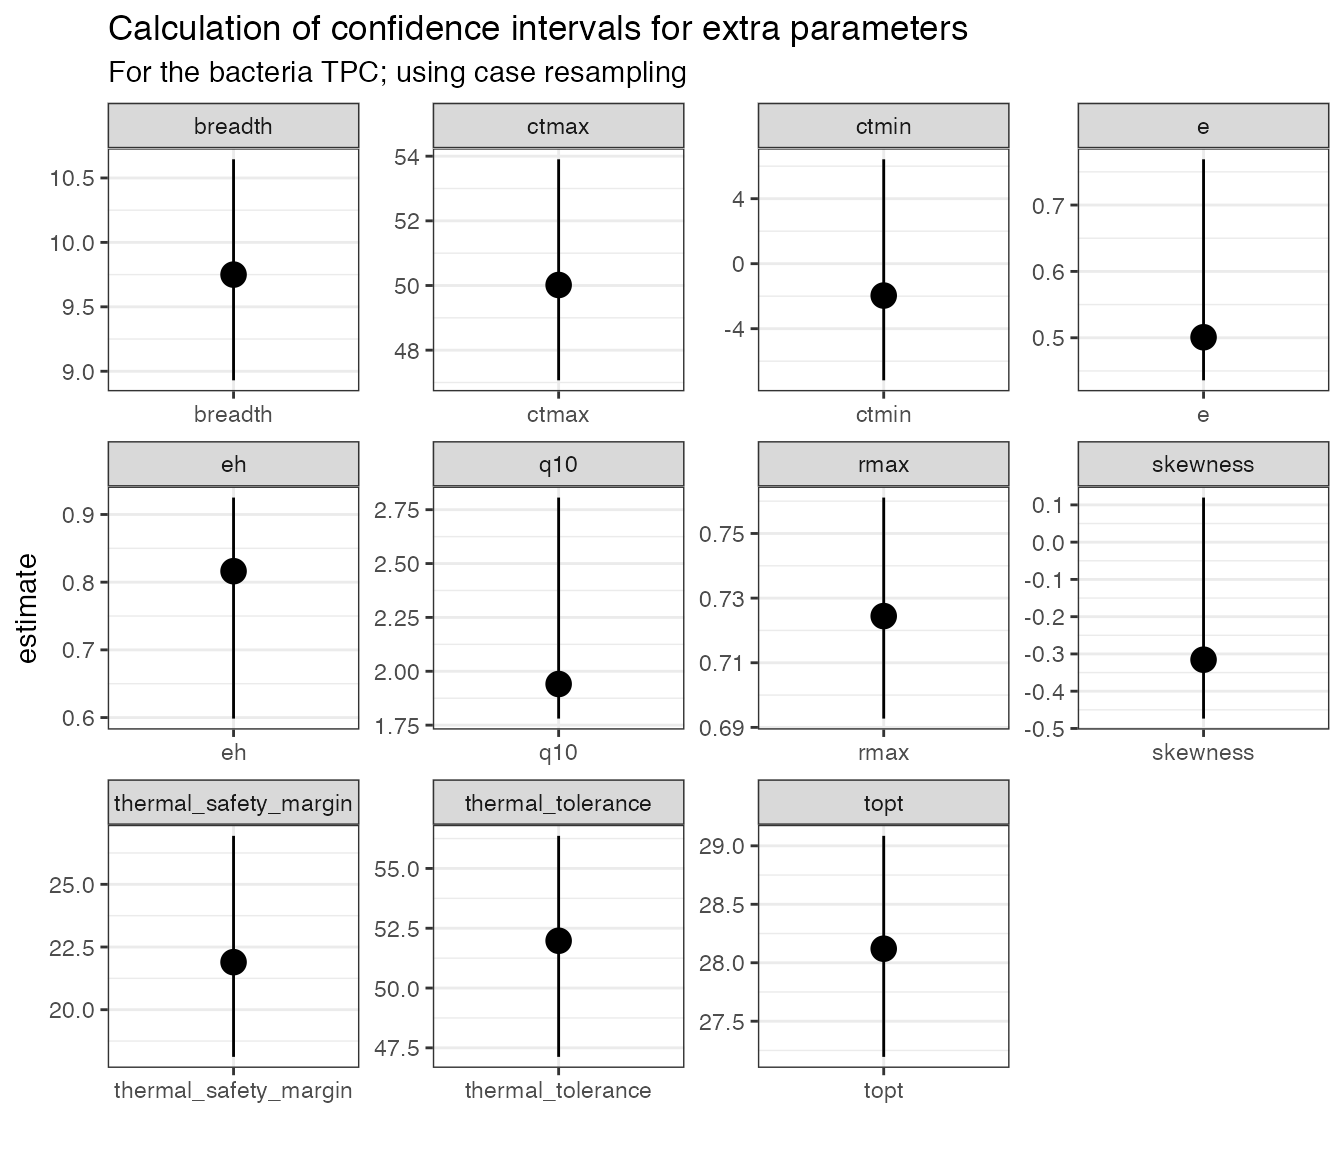 Calculation of confidence intervals for extra parameters
For the bacteria TPC; using case resampling
estimate
breadth
10.5
10.0
9.5
9.0
breadth
ctmax
54
52
50
48
ctmax
ctmin
4
0
-4
ctmin
e
0.7
0.6
0.5
e
eh
0.9
0.8
0.7
0.6
eh
q10
2.75
2.50
2.25
2.00
1.75
q10
rmax
0.75
0.73
0.71
0.69
rmax
skewness
0.1
0.0
-0.1
-0.2
-0.3
-0.4
-0.5
skewness
thermal_safety_margin
25.0
22.5
20.0
thermal_safety_margin
thermal_tolerance
55.0
52.5
50.0
47.5
thermal_tolerance
topt
29.0
28.5
28.0
27.5
topt